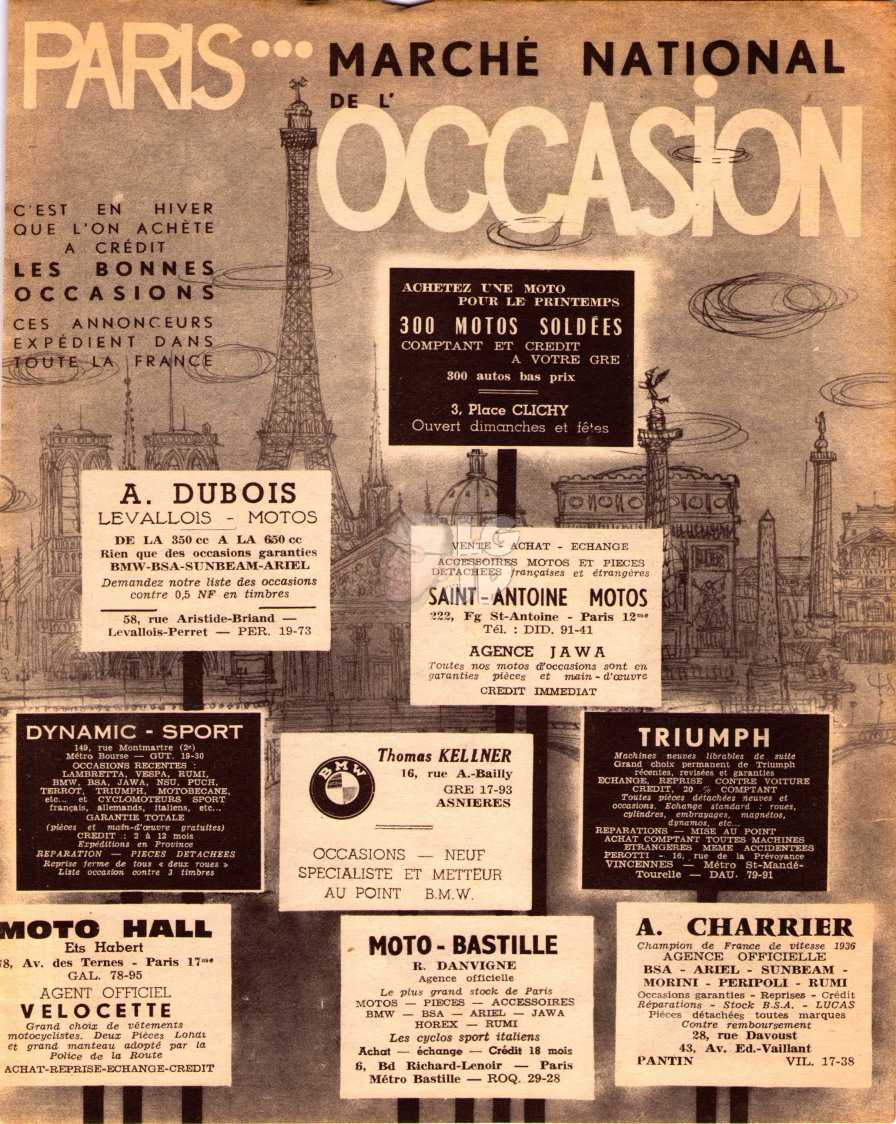 PARIS...
MARCHÉ NATIONAL
DE L'
OCCASION
C'EST EN HIVER
QUE L'ON ACHÈTE
A CRÉDIT
LES BONNES
OCCASIONS
CES ANNONCEURS
EXPÉDIENT DANS
TOUTE LA FRANCE
ACHETEZ UNE MOTO
POUR LE PRINTEMPS
300 MOTOS SOLDÉES
COMPTANT ET CREDIT
A VOTRE GRE
300 autos bas prix
3, Place CLICHY
Ouvert dimanches et fêtes
A. DUBOIS
LEVALLOIS - MOTOS
DE LA 350 cc A LA 650 cc
Rien que des occasions garanties
BMW-BSA-SUNBEAM-ARIEL
Demandez notre liste des occasions
contre 0,5 NF en timbres
58, rue Aristide-Briand —
Levallois-Perret — PER. 19-73
VENTE - ACHAT - ECHANGE
ACCESSOIRES MOTOS ET PIECES
DETACHEES françaises et étrangères
SAINT-ANTOINE MOTOS
222, Fg St-Antoine - Paris 12me
Tél. : DID. 91-41
AGENCE JAWA
Toutes nos motos d'occasions sont en
garanties pièces et main-d'œuvre
CREDIT IMMEDIAT
DYNAMIC - SPORT
149, rue Montmartre (2e)
Métro Bourse — GUT. 19-30
OCCASIONS RECENTES :
LAMBRETTA, VESPA, RUMI,
BMW, BSA, JAWA, NSU, PUCH,
TERROT, TRIUMPH, MOTOBECANE,
etc... et CYCLOMOTEURS SPORT
français, allemands, italiens, etc...
GARANTIE TOTALE
(pièces et main-d'œuvre gratuites)
CREDIT : 2 à 12 mois
Expéditions en Province
REPARATION — PIECES DETACHEES
Reprise ferme de tous « deux roues »
Liste occasion contre 3 timbres
BMW
Thomas KELLNER
16, rue A.-Bailly
GRE 17-93
ASNIERES
OCCASIONS — NEUF
SPECIALISTE ET METTEUR
AU POINT B.M.W.
TRIUMPH
Machines neuves librables de suite
Grand choix permanent de Triumph
récentes, revisées et garanties
ECHANGE, REPRISE CONTRE VOITURE
CREDIT, 20 % COMPTANT
Toutes pièces détachées neuves et
occasions. Echange standard : roues,
cylindres, embrayages, magnétos,
dynamos, etc...
REPARATIONS — MISE AU POINT
ACHAT COMPTANT TOUTES MACHINES
ETRANGERES MEME ACCIDENTEES
PEROTTI - 16, rue de la Prévoyance
VINCENNES — Métro St-Mandé-
Tourelle — DAU. 79-91
MOTO HALL
Ets Habert
8, Av. des Ternes - Paris 17me
GAL. 78-95
AGENT OFFICIEL
VELOCETTE
Grand choix de vêtements
motocyclistes. Deux Pièces
et grand manteau adopté par la
Police de la Route
ACHAT-REPRISE-ECHANGE-CREDIT
MOTO-BASTILLE
R. DANVIGNE
Agence officielle
Le plus grand stock de Paris
MOTOS — PIECES — ACCESSOIRES
BMW — BSA — ARIEL — JAWA
HOREX — RUMI
Les cyclos sport italiens
Achat — échange — Crédit 18 mois
6, Bd Richard-Lenoir — Paris
Métro Bastille — ROQ. 29-28
A. CHARRIER
Champion de France de vitesse 1936
AGENCE OFFICIELLE
BSA - ARIEL - SUNBEAM -
MORINI - PERIPOLI - RUMI
Occasions garanties - Reprises - Crédit
Réparations - Stock B.S.A. - LUCAS
Pièces détachées toutes marques
Contre remboursement
28, rue Davoust
43, Av. Ed.-Vaillant
PANTIN VIL. 17-38